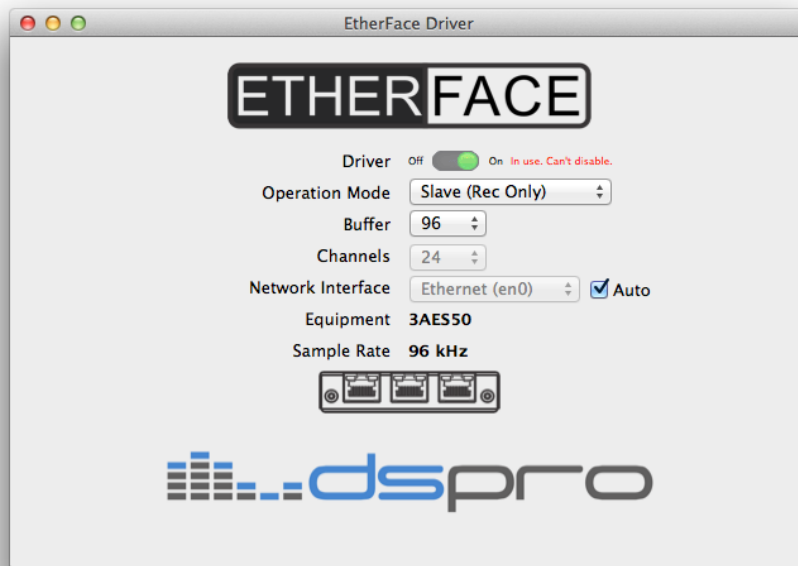 EtherFace Driver
ETHERFACE
Driver Off On In use. Can't disable.
Operation Mode Slave (Rec Only)
Buffer 96
Channels 24
Network Interface Ethernet (en0) Auto
Equipment 3AES50
Sample Rate 96 kHz
dspro